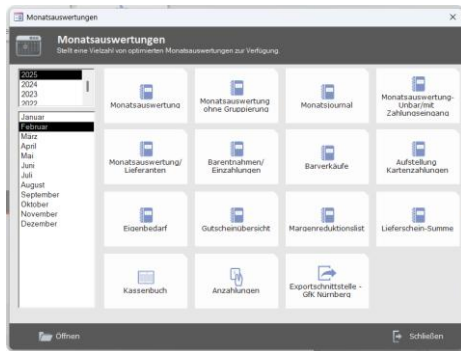 Monatsauswertungen
Monatsauswertungen
Stellt eine Vielzahl von optimierten Monatsauswertungen zur Verfügung.
2025
2024
2023
2022
Januar
Februar
März
April
Mai
Juni
Juli
August
September
Oktober
November
Dezember
Monatsauswertung
Monatsauswertung
ohne Gruppierung
Monatsjournal
Monatsauswertung-
Unbar/mit
Zahlungseingang
Monatsauswertung/
Lieferanten
Barentnahmen/
Einzahlungen
Barverkäufe
Aufstellung
Kartenzahlungen
Eigenbedarf
Gutscheinübersicht
Margenreduktionslist
Lieferschein-Summe
Kassenbuch
Anzahlungen
Exportschnittstelle -
GfK Nürnberg
Öffnen
Schließen